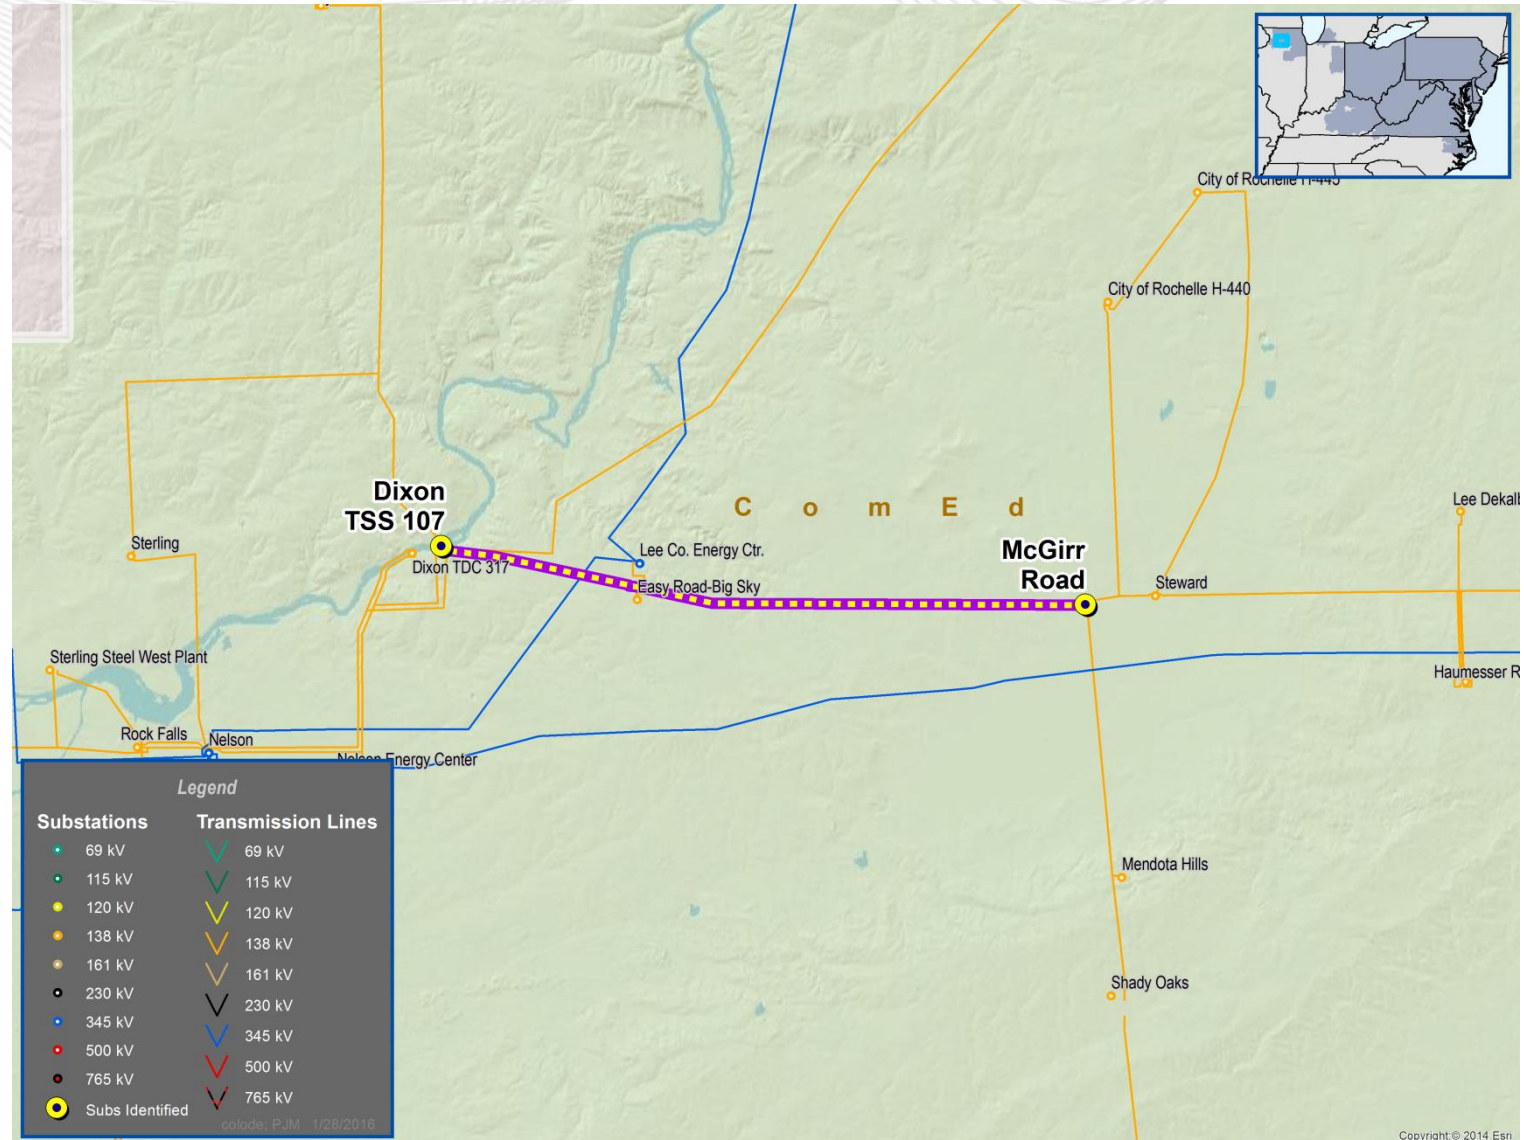 City of Rochelle H-445
City of Rochelle H-440
Dixon
TSS 107
C o m E d
Lee Dekalb
Sterling
Dixon TDC 317
Lee Co. Energy Ctr.
McGirr
Road
Easy Road-Big Sky
Steward
Sterling Steel West Plant
Haumesser R
Rock Falls
Nelson
Nelson Energy Center
Legend
Substations
Transmission Lines
69 kV
69 kV
115 kV
115 kV
120 kV
120 kV
138 kV
138 kV
161 kV
161 kV
230 kV
230 kV
345 kV
345 kV
500 kV
500 kV
765 kV
765 kV
Subs Identified
colode; PJM 1/28/2016
Mendota Hills
Shady Oaks
Copyright:© 2014 Esri